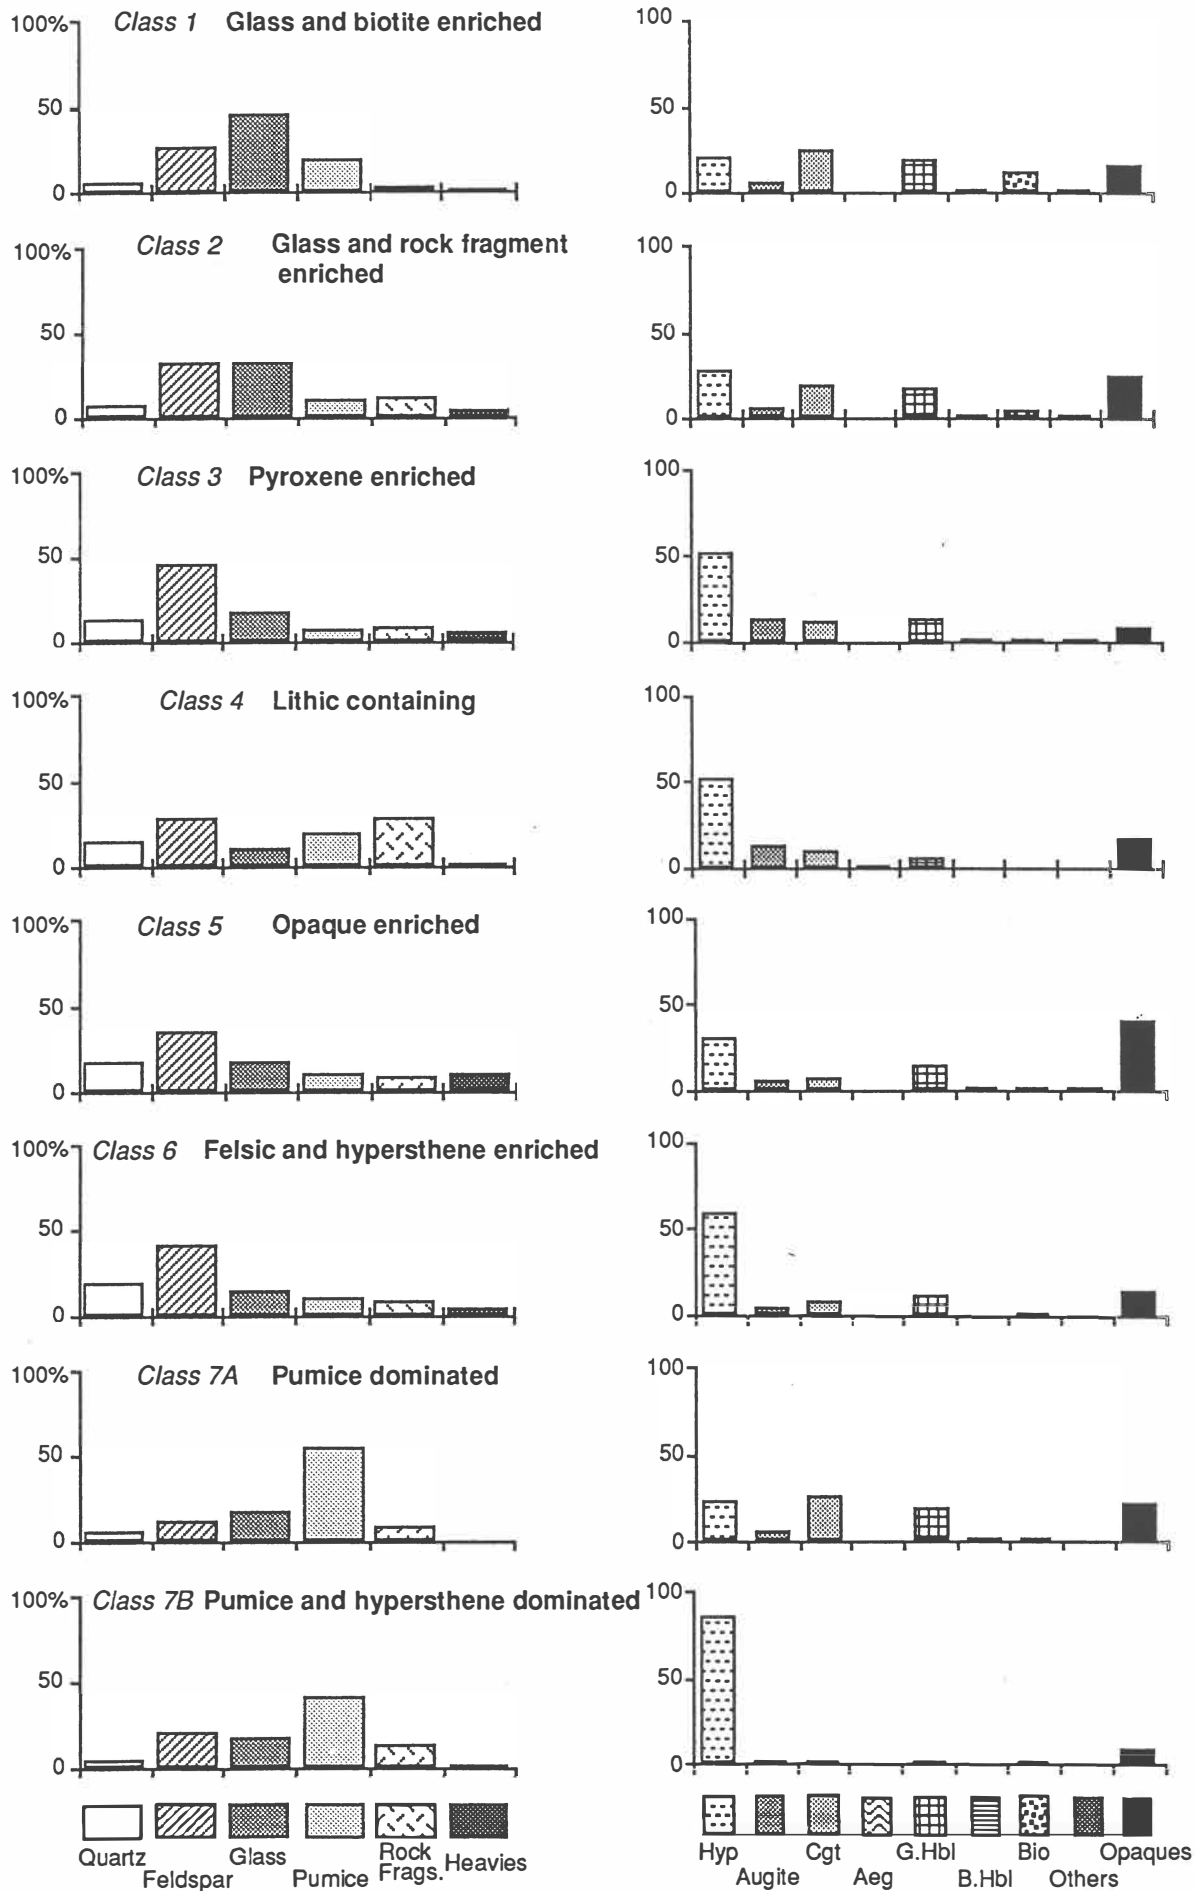 100% Class 1 Glass and biotite enriched 100
50 50
0 0
100% Class 2 Glass and rock fragment 100
enriched
50 50
0 0
100% Class 3 Pyroxene enriched 100
50 50
0 0
100% Class 4 Lithic containing 100
50 50
0 0
100% Class 5 Opaque enriched 100
50 50
0 0
100% Class 6 Felsic and hypersthene enriched 100
50 50
0 0
100% Class 7A Pumice dominated 100
50 50
0 0
100% Class 7B Pumice and hypersthene dominated 100
50 50
0 0
Quartz Glass Rock Frags. Heavies Hyp Cgt G.Hbl Bio Opaques
Feldspar Pumice Augite Aeg B.Hbl Others